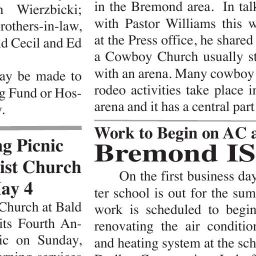 Wierzbicki;
rothers-in-law,
d Cecil and Ed
ay be made to
g Fund or Hos-
g Picnic
ist Church
ay 4
Church at Bald
its Fourth An-
ic on Sunday,
in the Bremond area. In talk
with Pastor Williams this w
at the Press office, he shared
a Cowboy Church usually st
with an arena. Many cowboy
rodeo activities take place in
arena and it has a central part
Work to Begin on AC a
Bremond IS
On the first business day
ter school is out for the sum
work is scheduled to begin
renovating the air condition
and heating system at the sch